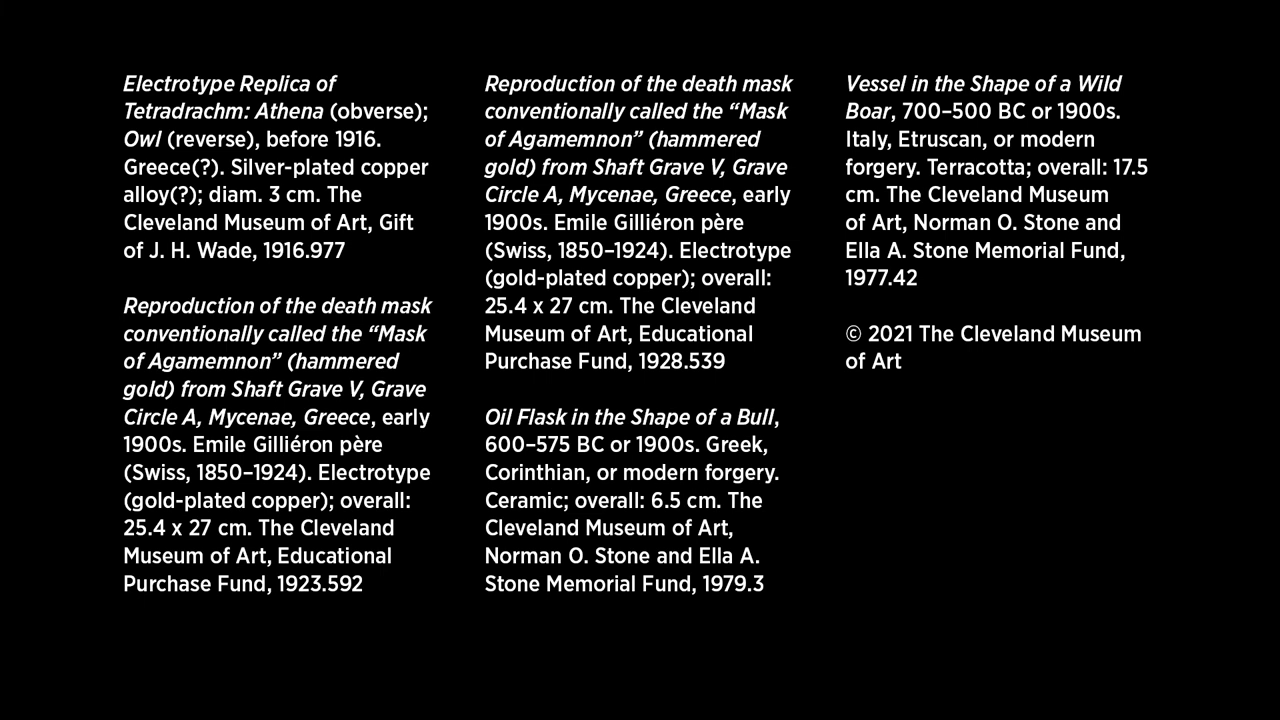 Electrotype Replica of
Tetradrachm: Athena (obverse);
Owl (reverse), before 1916.
Greece(?). Silver-plated copper
alloy(?); diam. 3 cm. The
Cleveland Museum of Art, Gift
of J. H. Wade, 1916.977
Reproduction of the death mask
conventionally called the “Mask
of Agamemnon” (hammered
gold) from Shaft Grave V, Grave
Circle A, Mycenae, Greece, early
1900s. Emile Gilliéron père
(Swiss, 1850–1924). Electrotype
(gold-plated copper); overall:
25.4 x 27 cm. The Cleveland
Museum of Art, Educational
Purchase Fund, 1923.592
Reproduction of the death mask
conventionally called the “Mask
of Agamemnon” (hammered
gold) from Shaft Grave V, Grave
Circle A, Mycenae, Greece, early
1900s. Emile Gilliéron père
(Swiss, 1850–1924). Electrotype
(gold-plated copper); overall:
25.4 x 27 cm. The Cleveland
Museum of Art, Educational
Purchase Fund, 1928.539
Oil Flask in the Shape of a Bull,
600–575 BC or 1900s. Greek,
Corinthian, or modern forgery.
Ceramic; overall: 6.5 cm. The
Cleveland Museum of Art,
Norman O. Stone and Ella A.
Stone Memorial Fund, 1979.3
Vessel in the Shape of a Wild
Boar, 700–500 BC or 1900s.
Italy, Etruscan, or modern
forgery. Terracotta; overall: 17.5
cm. The Cleveland Museum
of Art, Norman O. Stone and
Ella A. Stone Memorial Fund,
1977.42
© 2021 The Cleveland Museum
of Art